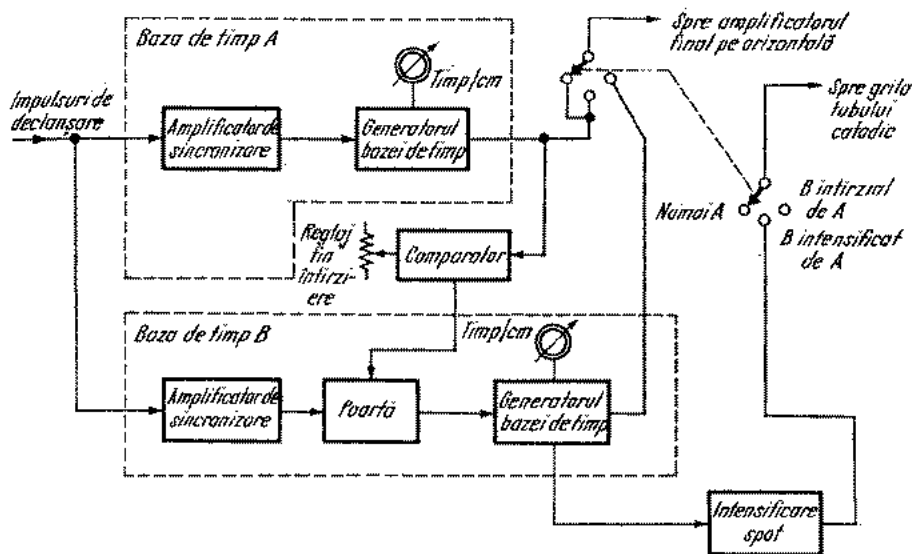 Baza de timp A
Spre amplificatorul
final pe orizontală
Timp/cm
Impulsuri de
declanșare
Amplificator de
sincronizare
Generatorul
bazei de timp
Spre grila
tubului
catodic
Numai A
B întîrziat
de A
B intensificat
de A
Reglaj
fin
întîrzi-
ere
Comparator
Baza de timp B
Timp/cm
Amplificator de
sincronizare
Poartă
Generatorul
bazei de timp
Intensificare
spot